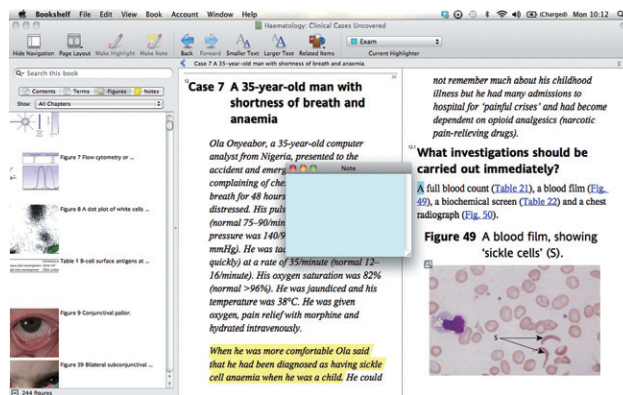 Bookshelf File Edit View Book Account Window Help
(Charged) Mon 10:12
Haematology: Clinical Cases Uncovered
Hide Navigation Page Layout Make Highlight Make Note Back Forward Smaller Text Larger Text Related Items Exam Current Highlighter
Search this book
Case 7 A 35-year-old man with shortness of breath and anaemia
Contents Terms Figures Notes
Show: All Chapters
Figure 7 Flow cytometry or ...
Figure 8 A dot plot of white cells ...
Table 1 B-cell surface antigens at ...
Figure 9 Conjunctival pallor.
Figure 39 Bilateral subconjunctival ...
244 figures
Case 7 A 35-year-old man with
shortness of breath and
anaemia
Ola Onyeabor, a 35-year-old computer
analyst from Nigeria, presented to the
accident and emerg
complaining of che
breath for 48 hours
distressed. His puls
(normal 75–90/min
pressure was 140/9
mmHg). He was tac
quickly) at a rate of 35/minute (normal 12–
16/minute). His oxygen saturation was 82%
(normal >96%). He was jaundiced and his
temperature was 38°C. He was given
oxygen, pain relief with morphine and
hydrated intravenously.
When he was more comfortable Ola said
that he had been diagnosed as having sickle
cell anaemia when he was a child. He could
Note
not remember much about his childhood
illness but he had many admissions to
hospital for 'painful crises' and had become
dependent on opioid analgesics (narcotic
pain-relieving drugs).
What investigations should be
carried out immediately?
A full blood count (Table 21), a blood film (Fig.
49), a biochemical screen (Table 22) and a chest
radiograph (Fig. 50).
Figure 49 A blood film, showing
'sickle cells' (S).
S